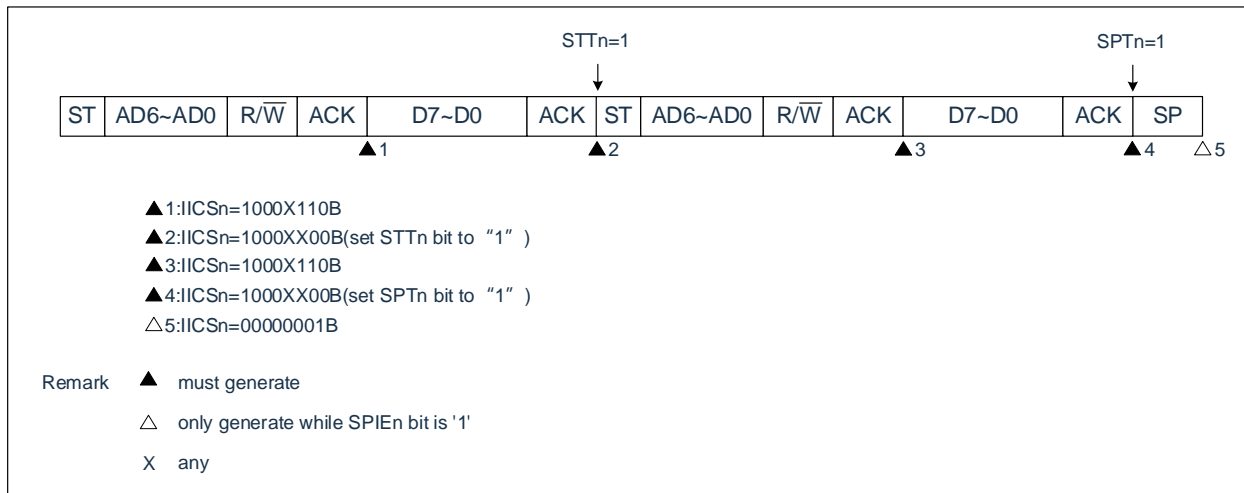 STTn=1 SPTn=1
ST AD6~AD0 R/W̅ ACK D7~D0 ACK ST AD6~AD0 R/W̅ ACK D7~D0 ACK SP
▲1 ▲2 ▲3 ▲4 △5
▲1:IICSn=1000X110B
▲2:IICSn=1000XX00B(set STTn bit to “1” )
▲3:IICSn=1000X110B
▲4:IICSn=1000XX00B(set SPTn bit to “1” )
△5:IICSn=00000001B
Remark ▲ must generate
△ only generate while SPIEn bit is '1'
X any